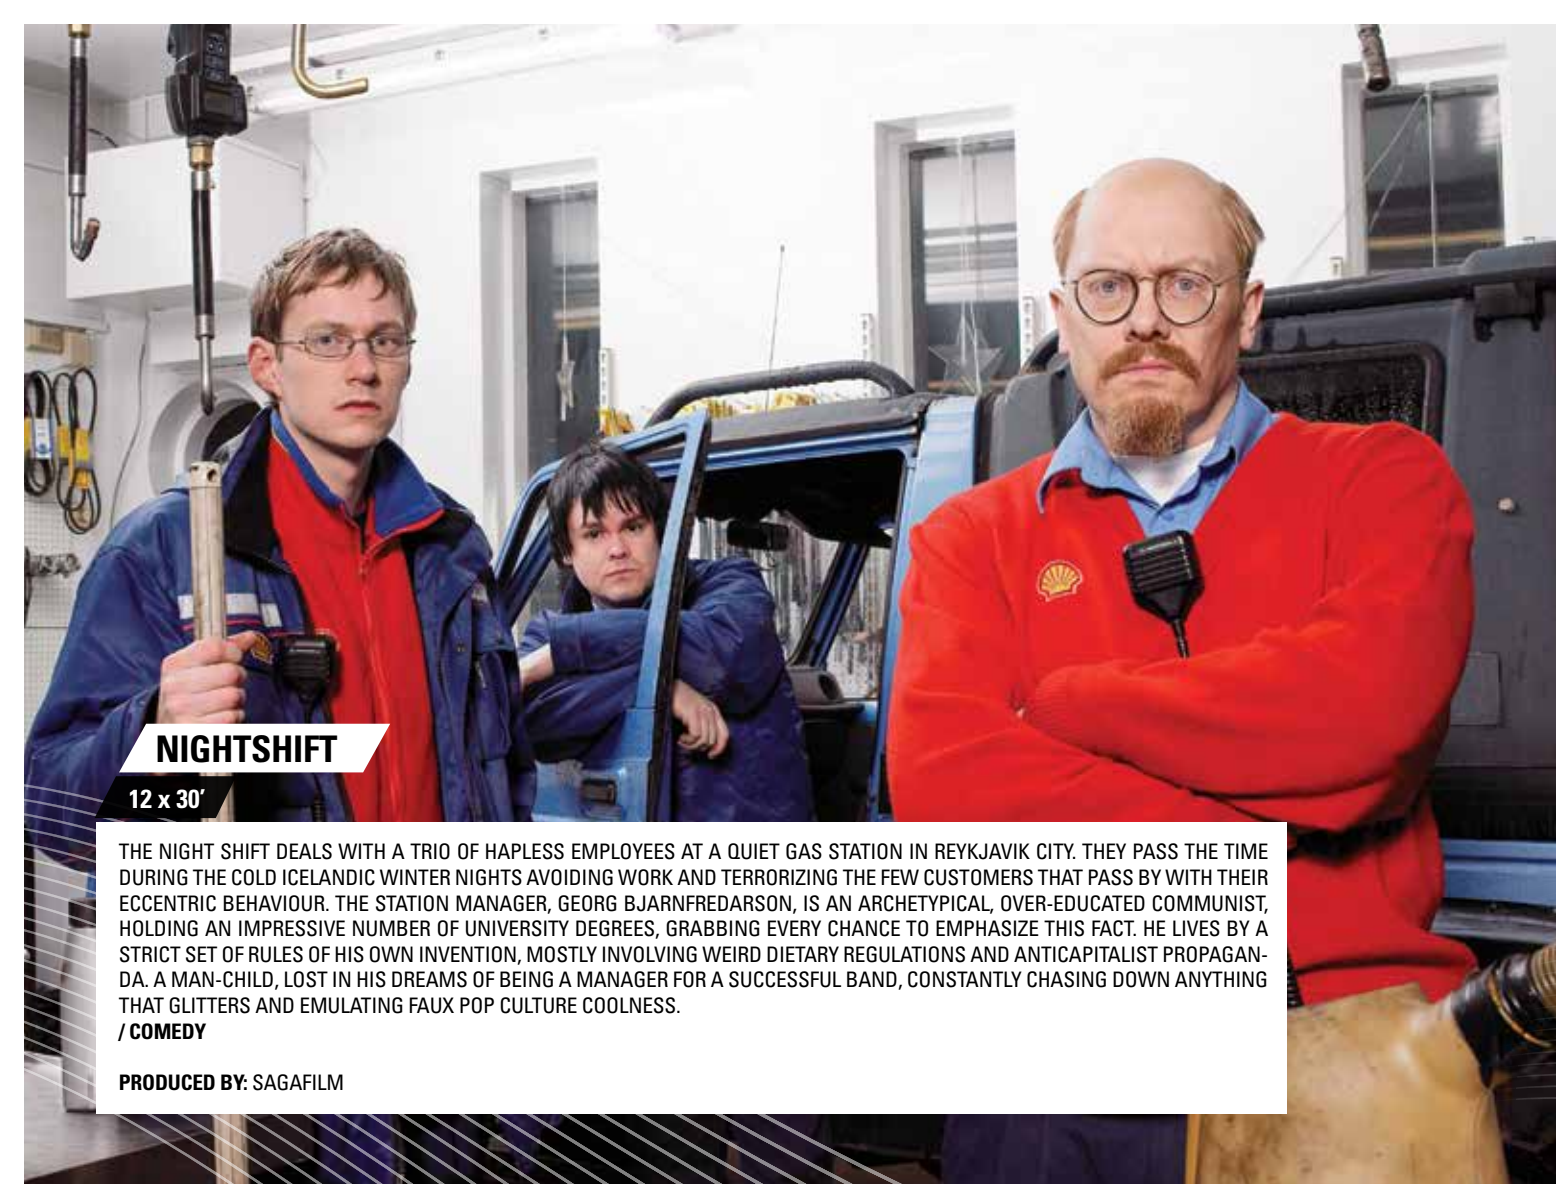 NIGHTSHIFT
12 x 30’
THE NIGHT SHIFT DEALS WITH A TRIO OF HAPLESS EMPLOYEES AT A QUIET GAS STATION IN REYKJAVIK CITY. THEY PASS THE TIME
DURING THE COLD ICELANDIC WINTER NIGHTS AVOIDING WORK AND TERRORIZING THE FEW CUSTOMERS THAT PASS BY WITH THEIR
ECCENTRIC BEHAVIOUR. THE STATION MANAGER, GEORG BJARNFREDARSON, IS AN ARCHETYPICAL, OVER-EDUCATED COMMUNIST,
HOLDING AN IMPRESSIVE NUMBER OF UNIVERSITY DEGREES, GRABBING EVERY CHANCE TO EMPHASIZE THIS FACT. HE LIVES BY A
STRICT SET OF RULES OF HIS OWN INVENTION, MOSTLY INVOLVING WEIRD DIETARY REGULATIONS AND ANTICAPITALIST PROPAGAN-
DA. A MAN-CHILD, LOST IN HIS DREAMS OF BEING A MANAGER FOR A SUCCESSFUL BAND, CONSTANTLY CHASING DOWN ANYTHING
THAT GLITTERS AND EMULATING FAUX POP CULTURE COOLNESS.
/ COMEDY
PRODUCED BY: SAGAFILM